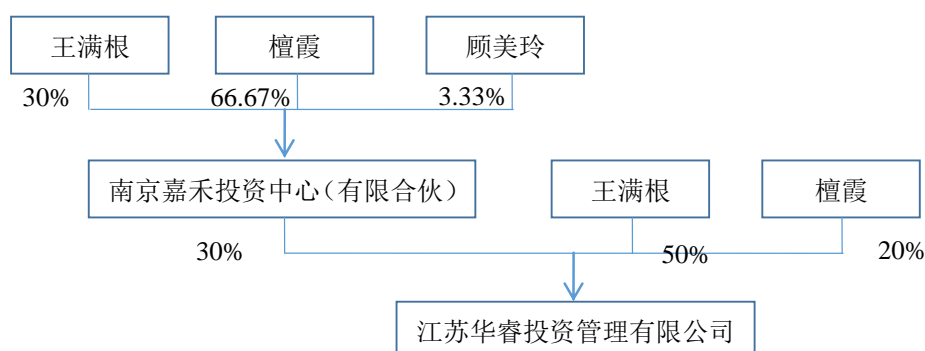 王满根 檀霞 顾美玲
30% 66.67% 3.33%
南京嘉禾投资中心（有限合伙） 王满根 檀霞
30% 50% 20%
江苏华睿投资管理有限公司